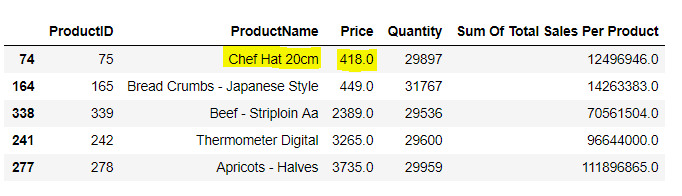 ProductID ProductName Price Quantity Sum Of Total Sales Per Product
74 75 Chef Hat 20cm 418.0 29897 12496946.0
164 165 Bread Crumbs - Japanese Style 449.0 31767 14263383.0
338 339 Beef - Striploin Aa 2389.0 29536 70561504.0
241 242 Thermometer Digital 3265.0 29600 96644000.0
277 278 Apricots - Halves 3735.0 29959 111896865.0